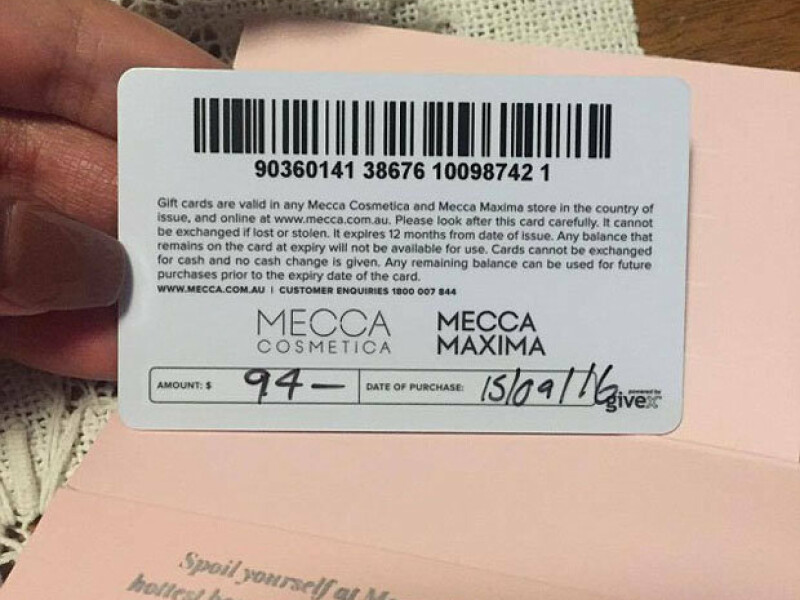 90360141 38676 10098742 1
Gift cards are valid in any Mecca Cosmetica and Mecca Maxima store in the country of
issue, and online at www.mecca.com.au. Please look after this card carefully. It cannot
be exchanged if lost or stolen. It expires 12 months from date of issue. Any balance that
remains on the card at expiry will not be available for use. Cards cannot be exchanged
for cash and no cash change is given. Any remaining balance can be used for future
purchases prior to the expiry date of the card.
WWW.MECCA.COM.AU | CUSTOMER ENQUIRIES 1800 007 844
MECCA
COSMETICA
MECCA
MAXIMA
AMOUNT: $ 94— DATE OF PURCHASE: 15/09/16
powered by
givex
Spoil yourself at
hottest